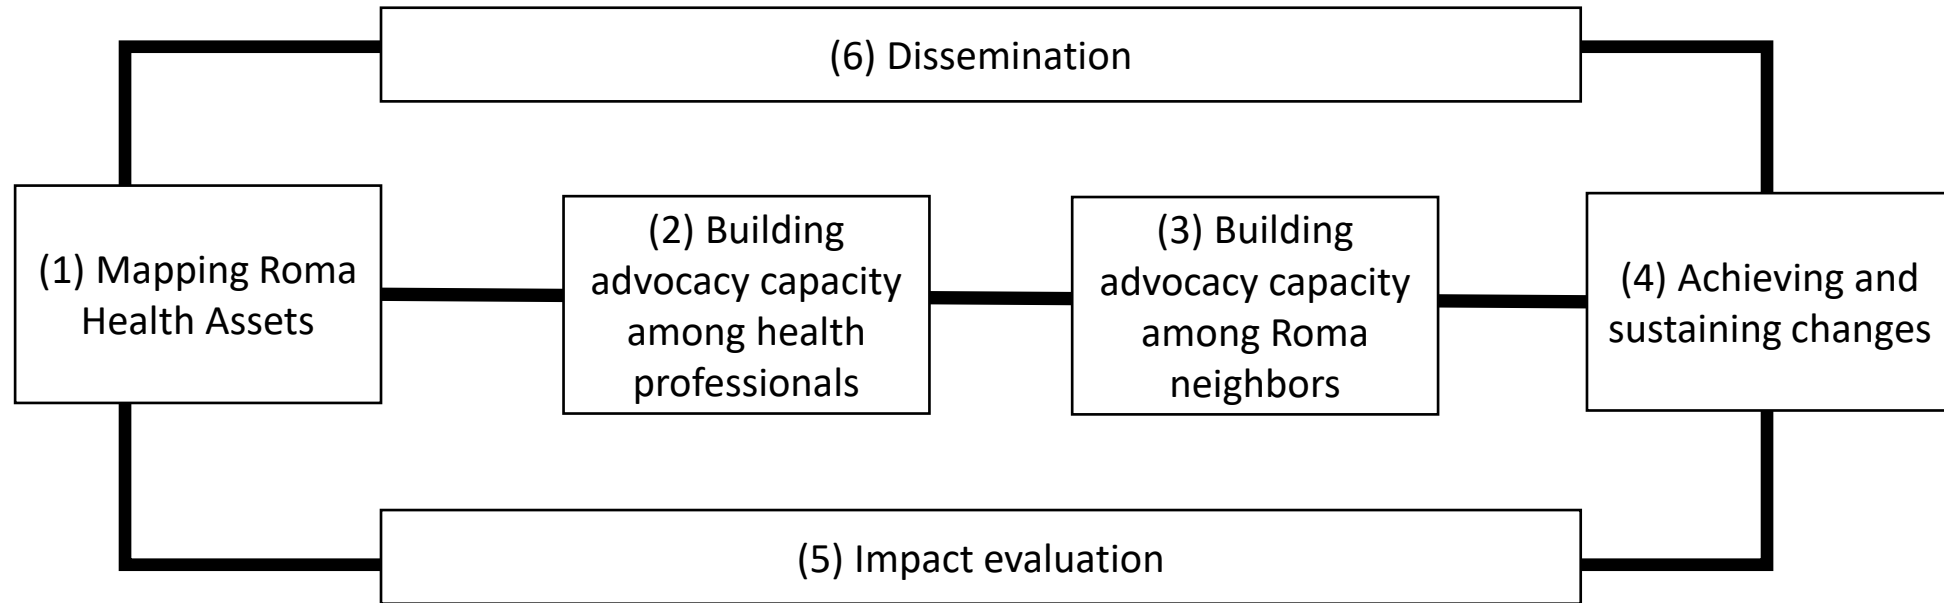 (6) Dissemination
(1) Mapping Roma
Health Assets
(2) Building
advocacy capacity
among health
professionals
(3) Building
advocacy capacity
among Roma
neighbors
(4) Achieving and
sustaining changes
(5) Impact evaluation